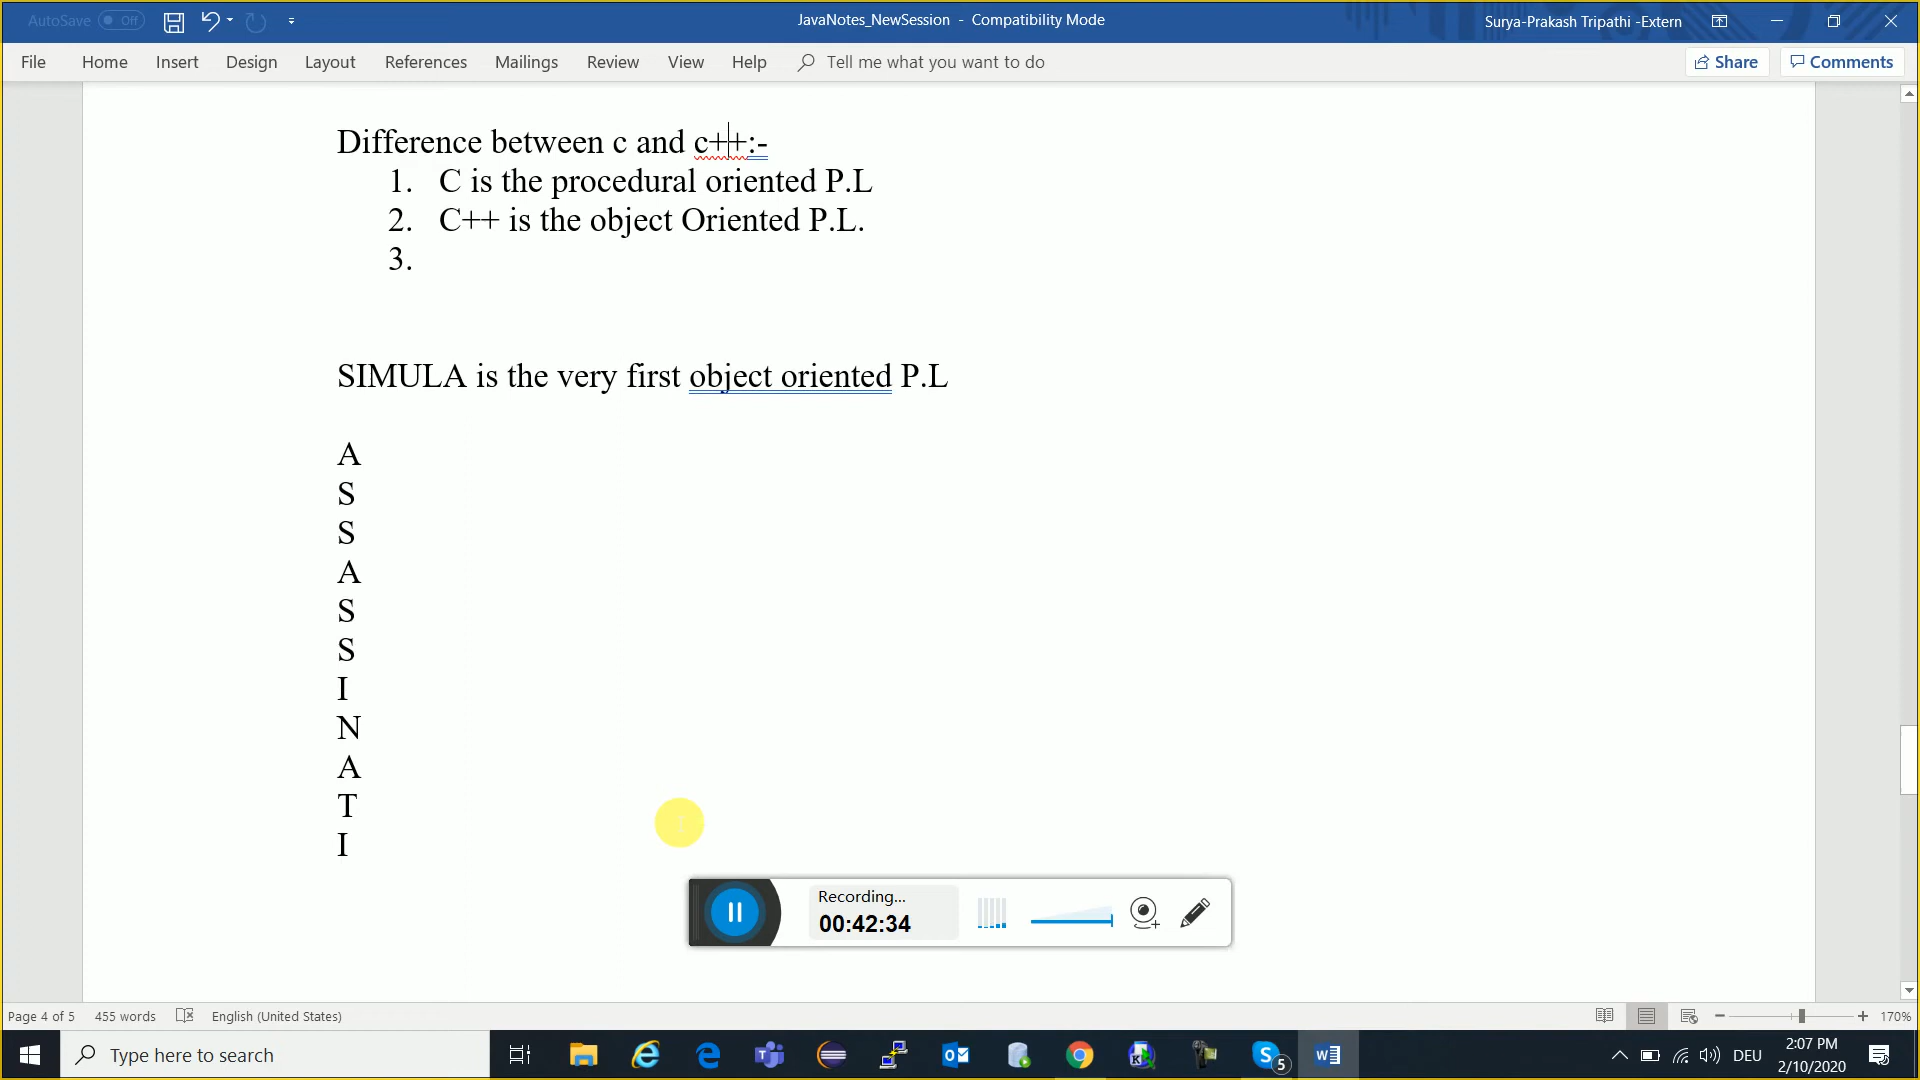 AutoSave Off JavaNotes_NewSession - Compatibility Mode Surya-Prakash Tripathi -Extern
File Home Insert Design Layout References Mailings Review View Help Tell me what you want to do Share Comments
Difference between c and c++:-
1. C is the procedural oriented P.L
2. C++ is the object Oriented P.L.
3.
SIMULA is the very first object oriented P.L
A
S
S
A
S
S
I
N
A
T
I
Recording...
00:42:34
Page 4 of 5 455 words English (United States) 170%
Type here to search 5 DEU 2:07 PM
2/10/2020